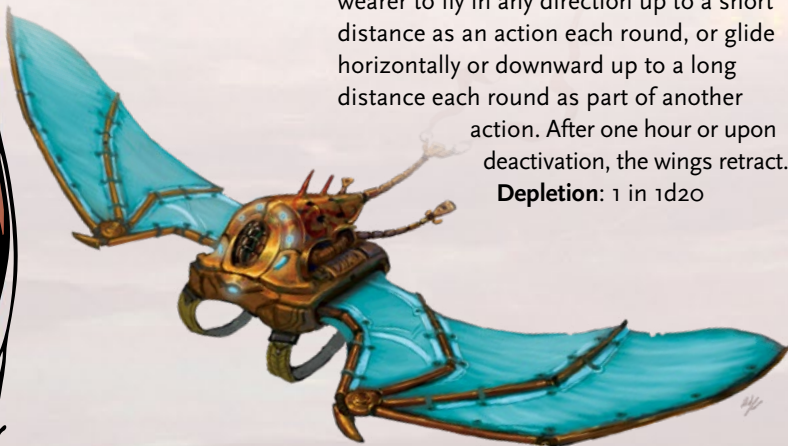 wearer to fly in any direction up to a short
distance as an action each round, or glide
horizontally or downward up to a long
distance each round as part of another
action. After one hour or upon
deactivation, the wings retract.
Depletion: 1 in 1d20